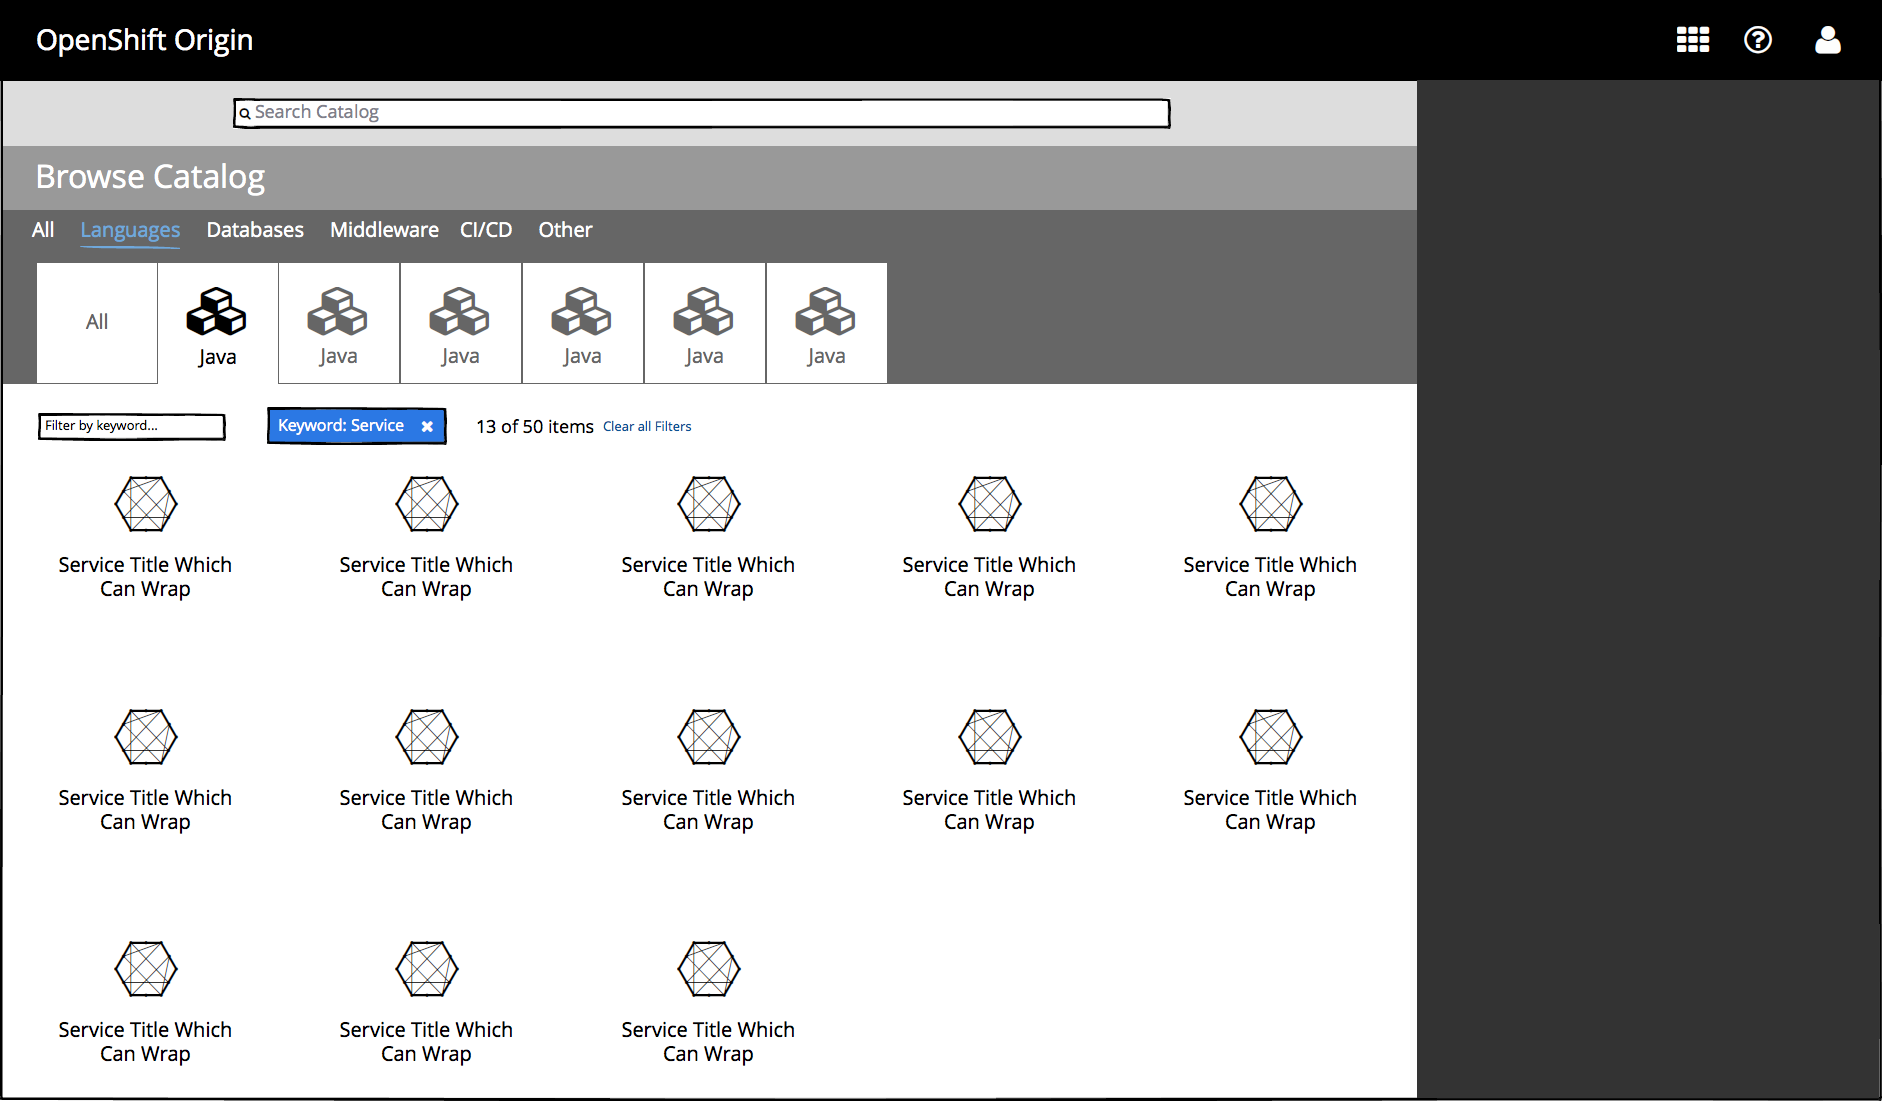 OpenShift Origin
Search Catalog
Browse Catalog
All Languages Databases Middleware CI/CD Other
All Java Java Java Java Java Java
Filter by keyword... Keyword: Service 13 of 50 items Clear all Filters
Service Title Which Service Title Which Service Title Which Service Title Which Service Title Which
Can Wrap Can Wrap Can Wrap Can Wrap Can Wrap
Service Title Which Service Title Which Service Title Which Service Title Which Service Title Which
Can Wrap Can Wrap Can Wrap Can Wrap Can Wrap
Service Title Which Service Title Which Service Title Which
Can Wrap Can Wrap Can Wrap